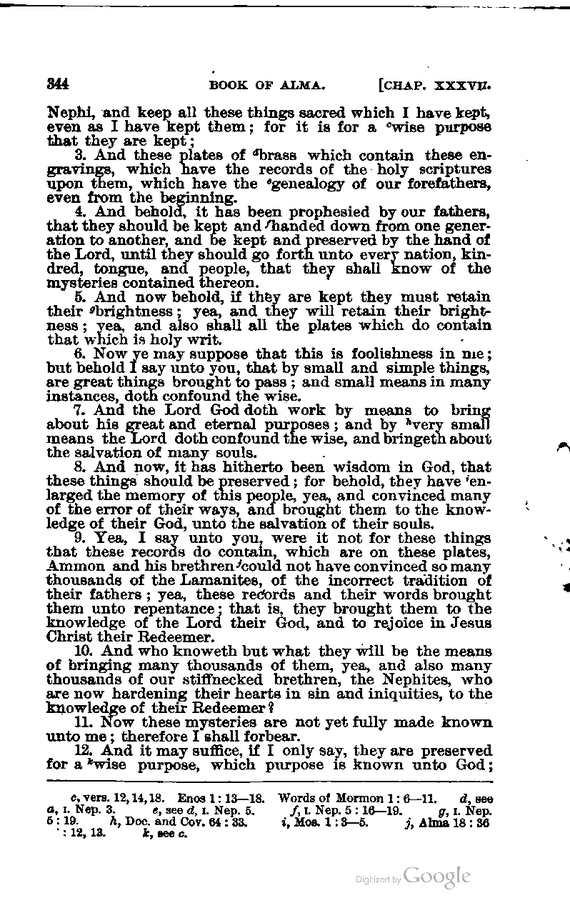 344 BOOK OF ALMA. [CHAP. XXXVII.
Nephi, and keep all these things sacred which I have kept,
even as I have kept them; for it is for a ᶜwise purpose
that they are kept;
3. And these plates of ᵈbrass which contain these en-
gravings, which have the records of the holy scriptures
upon them, which have the ᵉgenealogy of our forefathers,
even from the beginning.
4. And behold, it has been prophesied by our fathers,
that they should be kept and ᶠhanded down from one gener-
ation to another, and be kept and preserved by the hand of
the Lord, until they should go forth unto every nation, kin-
dred, tongue, and people, that they shall know of the
mysteries contained thereon.
5. And now behold, if they are kept they must retain
their ᵍbrightness; yea, and they will retain their bright-
ness; yea, and also shall all the plates which do contain
that which is holy writ.
6. Now ye may suppose that this is foolishness in me;
but behold I say unto you, that by small and simple things,
are great things brought to pass; and small means in many
instances, doth confound the wise.
7. And the Lord God doth work by means to bring
about his great and eternal purposes; and by ʰvery small
means the Lord doth confound the wise, and bringeth about
the salvation of many souls.
8. And now, it has hitherto been wisdom in God, that
these things should be preserved; for behold, they have ⁱen-
larged the memory of this people, yea, and convinced many
of the error of their ways, and brought them to the know-
ledge of their God, unto the salvation of their souls.
9. Yea, I say unto you, were it not for these things
that these records do contain, which are on these plates,
Ammon and his brethren ʲcould not have convinced so many
thousands of the Lamanites, of the incorrect tradition of
their fathers; yea, these records and their words brought
them unto repentance; that is, they brought them to the
knowledge of the Lord their God, and to rejoice in Jesus
Christ their Redeemer.
10. And who knoweth but what they will be the means
of bringing many thousands of them, yea, and also many
thousands of our stiffnecked brethren, the Nephites, who
are now hardening their hearts in sin and iniquities, to the
knowledge of their Redeemer?
11. Now these mysteries are not yet fully made known
unto me; therefore I shall forbear.
12. And it may suffice, if I only say, they are preserved
for a ᵏwise purpose, which purpose is known unto God;
c, vers. 12, 14, 18. Enos 1:13—18. Words of Mormon 1:6—11. d, see
a, I. Nep. 3. e, see d, I. Nep. 5. f, I. Nep. 5:16—19. g, I. Nep.
5:19. h, Doc. and Cov. 64:33. i, Mos. 1:3—5. j, Alma 18:36
:12, 13. k, see c.
Digitized by Google